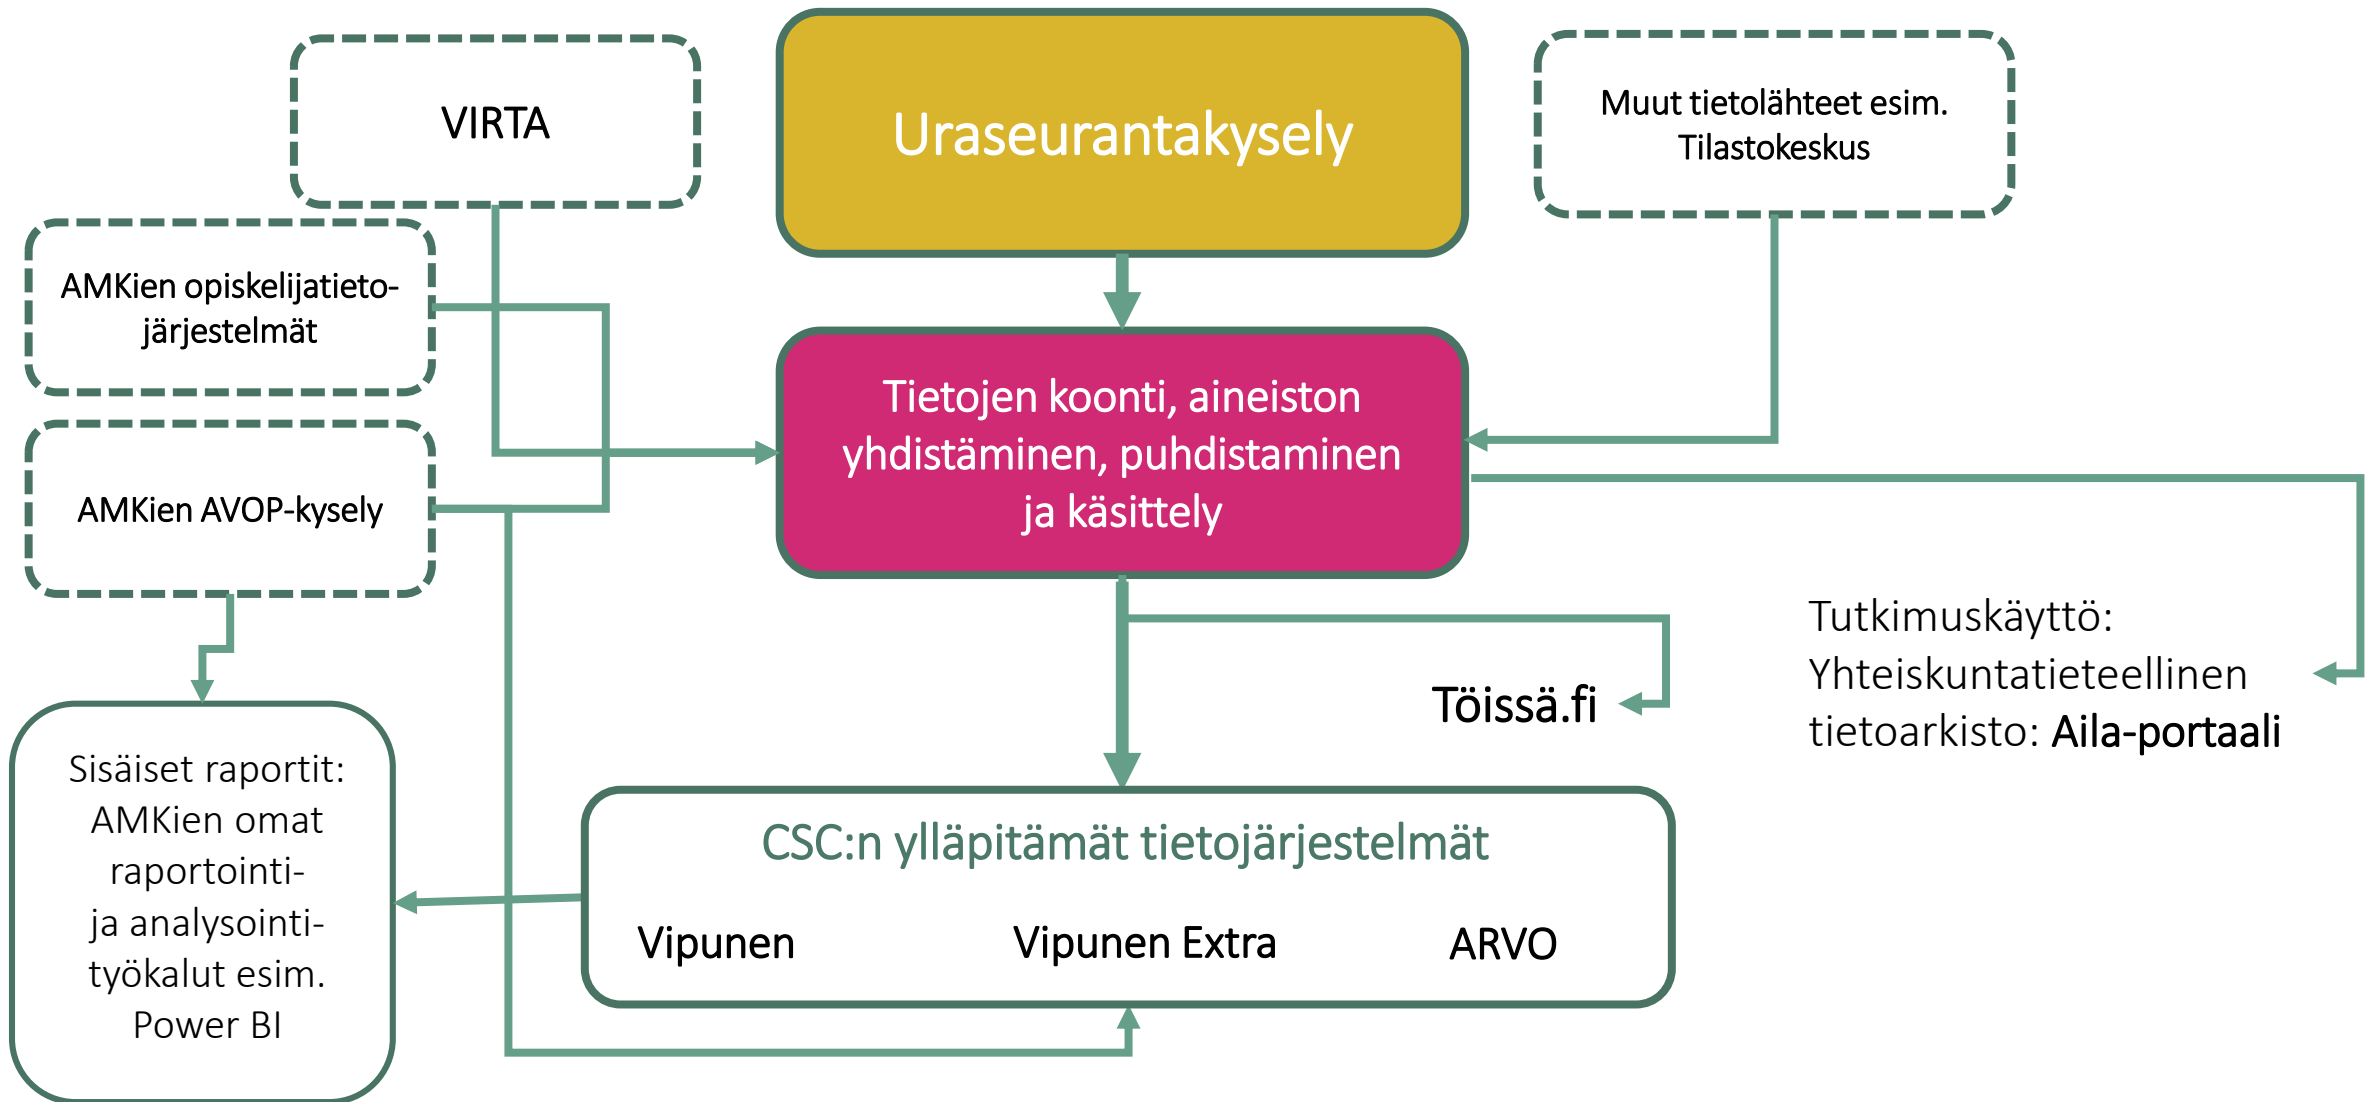 VIRTA
Uraseurantakysely
Muut tietolähteet esim.
Tilastokeskus
AMKien opiskelijatieto-
järjestelmät
AMKien AVOP-kysely
Tietojen koonti, aineiston
yhdistäminen, puhdistaminen
ja käsittely
Töissä.fi
Tutkimuskäyttö:
Yhteiskuntatieteellinen
tietoarkisto: Aila-portaali
Sisäiset raportit:
AMKien omat
raportointi-
ja analysointi-
työkalut esim.
Power BI
CSC:n ylläpitämät tietojärjestelmät
Vipunen
Vipunen Extra
ARVO